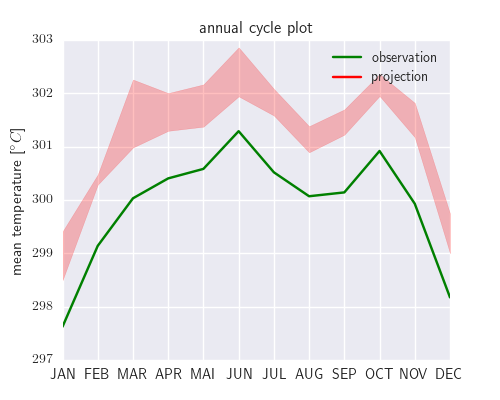 annual cycle plot
303
302
301
300
299
298
297
mean temperature [°C]
observation
projection
JAN FEB MAR APR MAI JUN JUL AUG SEP OCT NOV DEC